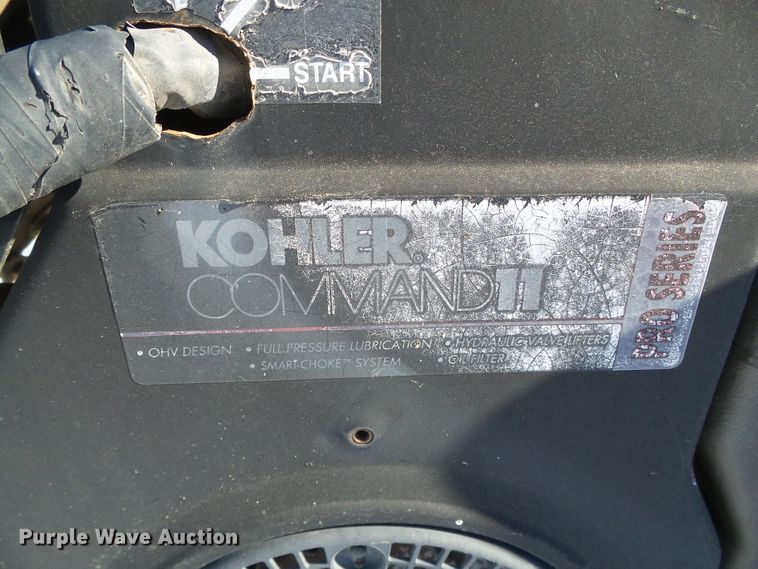 START
KOHLER.
COMMAND 11
PRO SERIES
• OHV DESIGN • FULL PRESSURE LUBRICATION • HYDRAULIC VALVE LIFTERS
• SMART-CHOKE™ SYSTEM • OIL FILTER
Purple Wave Auction®